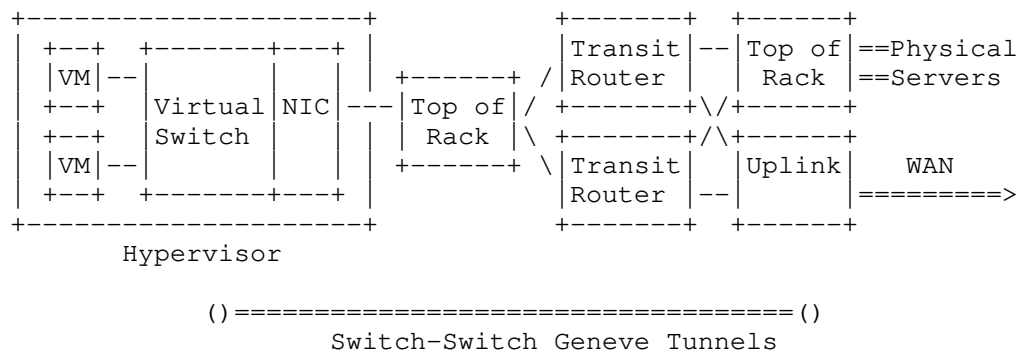 Transit Top of ==Physical
VM Router Rack ==Servers
Virtual NIC Top of
Switch Rack
VM Transit Uplink WAN
Router
Hypervisor
Switch-Switch Geneve Tunnels